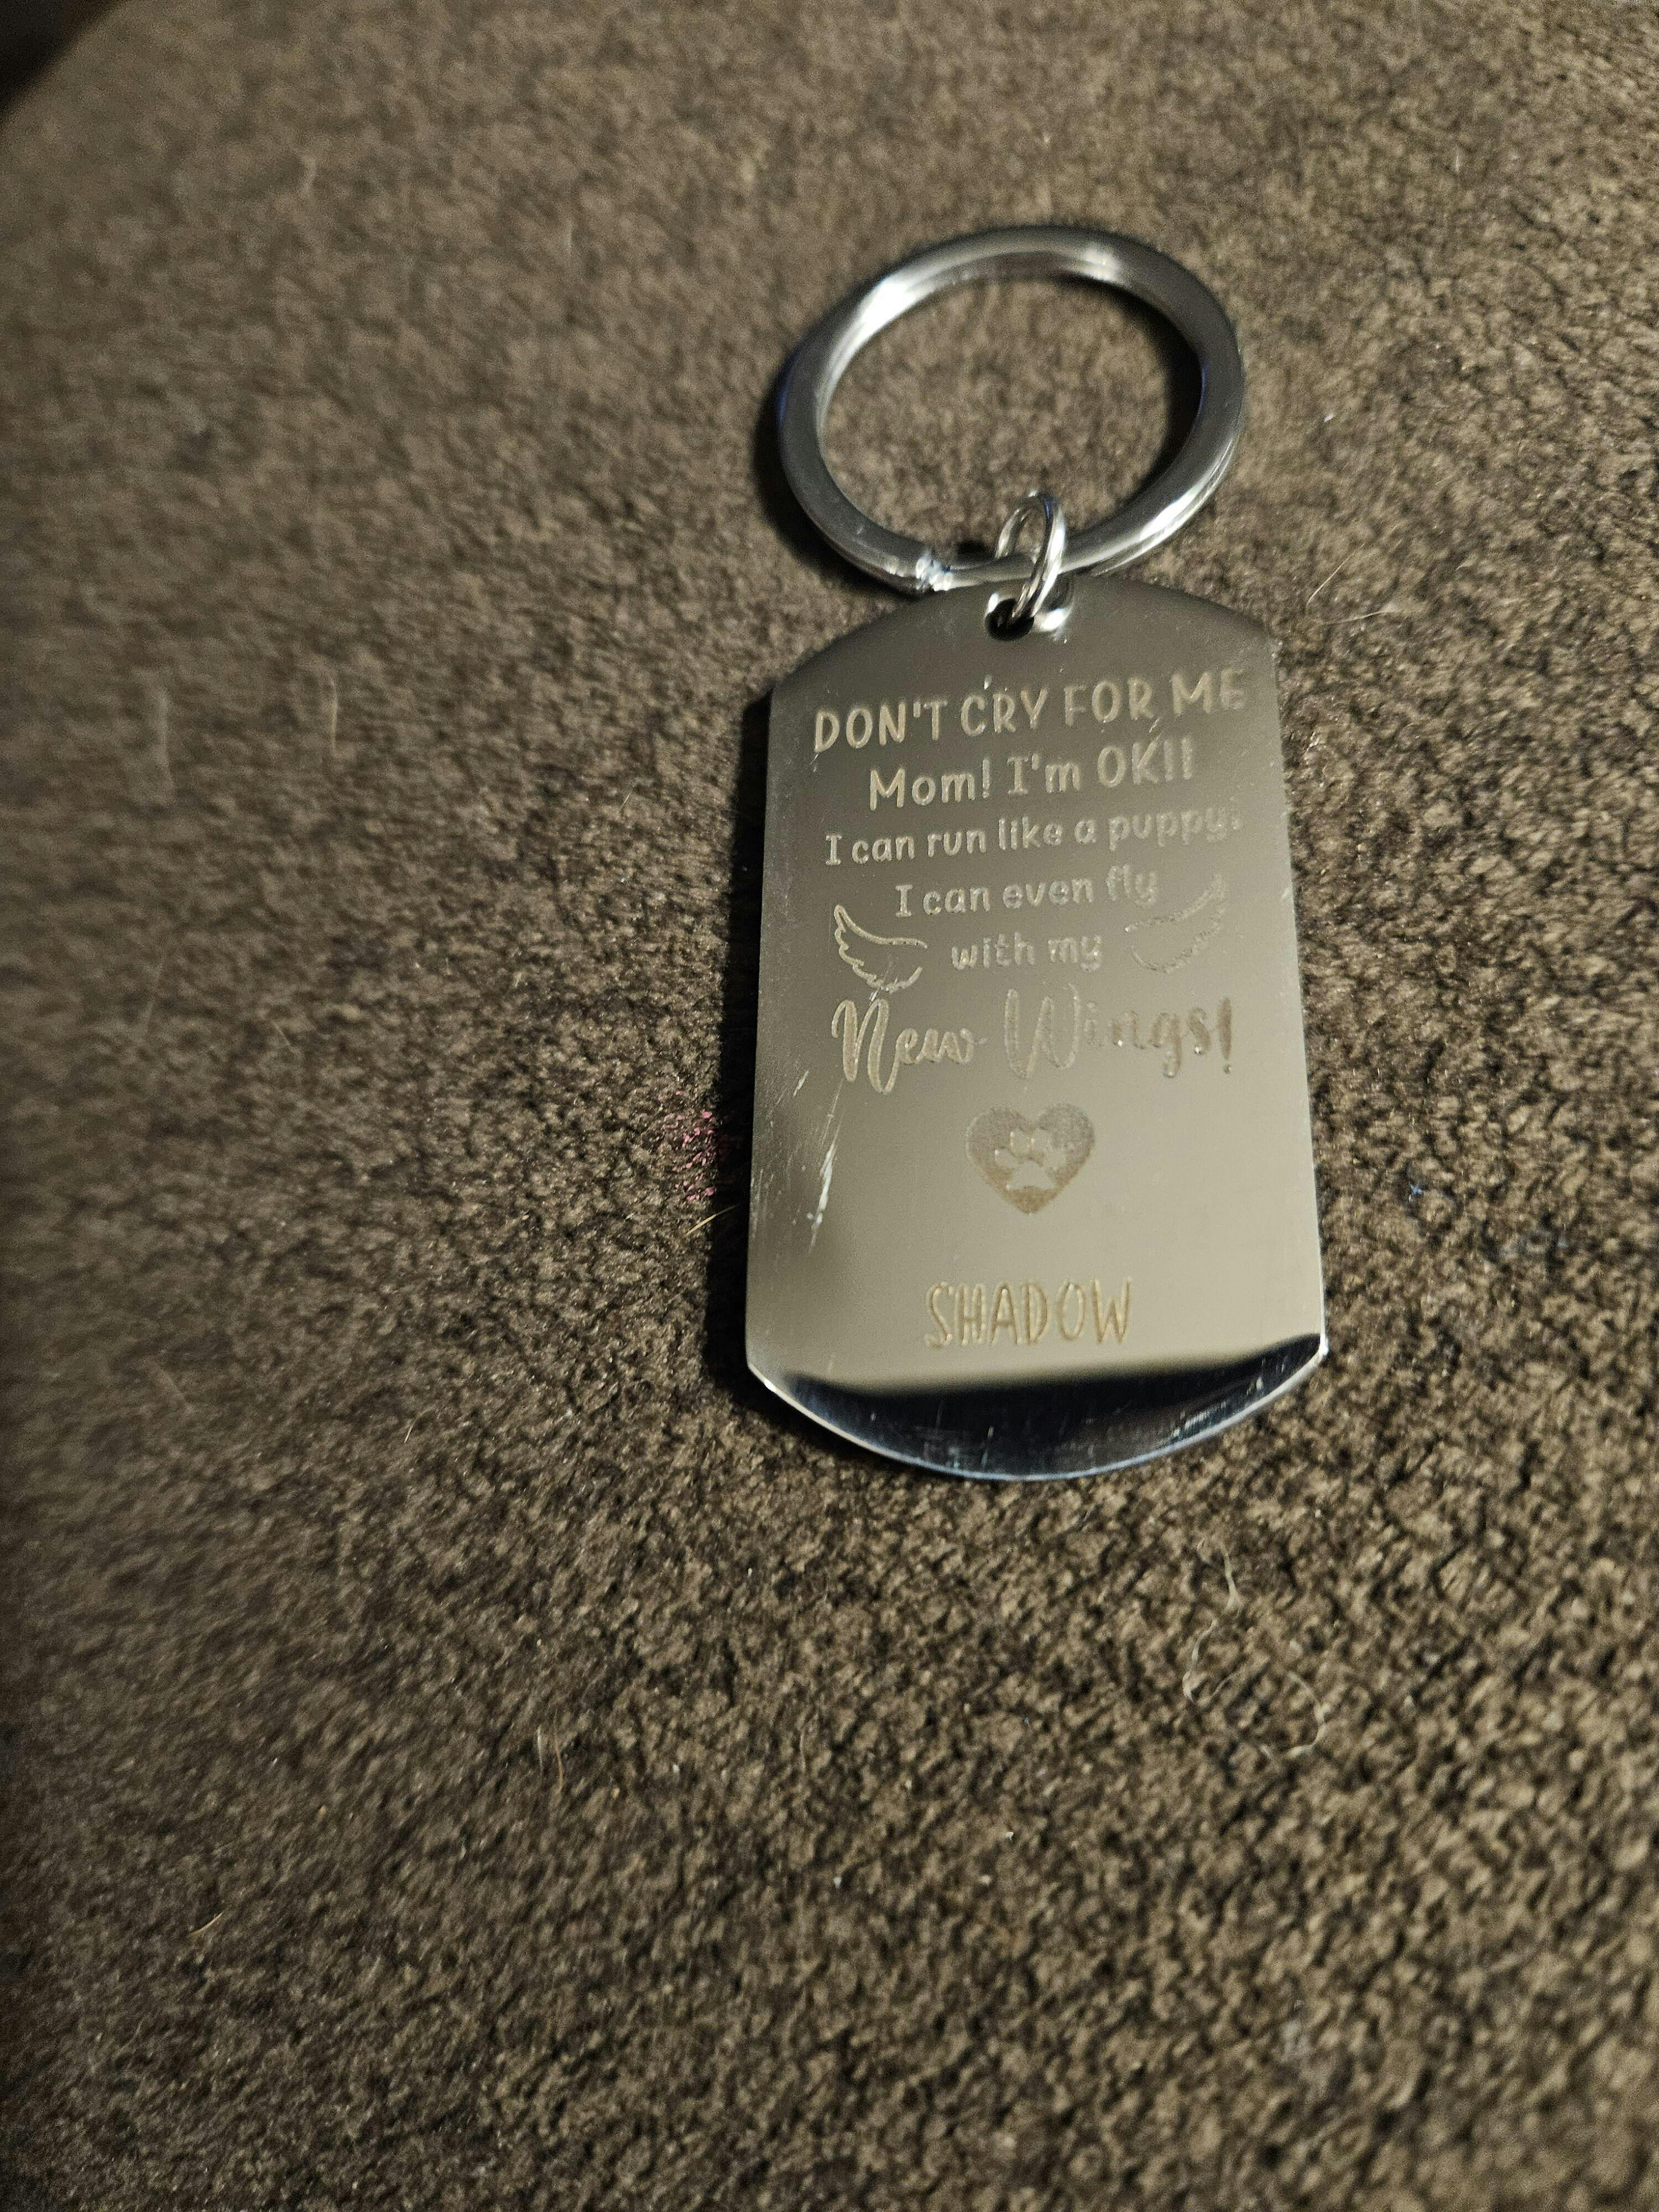 DON'T CRY FOR ME
Mom! I'm OK!!
I can run like a puppy!
I can even fly
with my
New Wings!
SHADOW